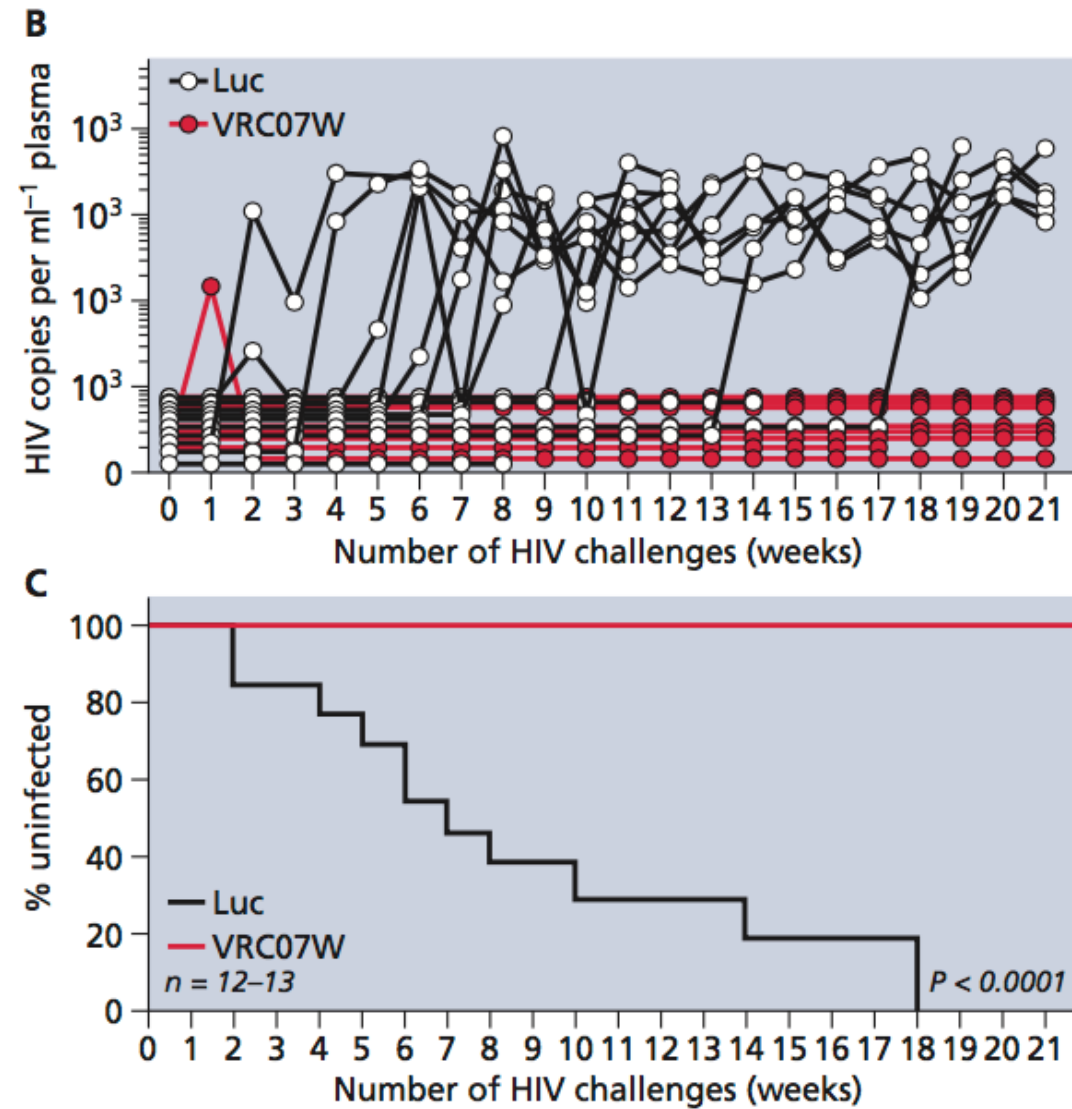 B
HIV copies per ml⁻¹ plasma
Luc
VRC07W
10³
10³
10³
10³
0
0 1 2 3 4 5 6 7 8 9 10 11 12 13 14 15 16 17 18 19 20 21
Number of HIV challenges (weeks)
C
% uninfected
100
80
60
40
20
0
Luc
VRC07W
n = 12–13
P < 0.0001
0 1 2 3 4 5 6 7 8 9 10 11 12 13 14 15 16 17 18 19 20 21
Number of HIV challenges (weeks)